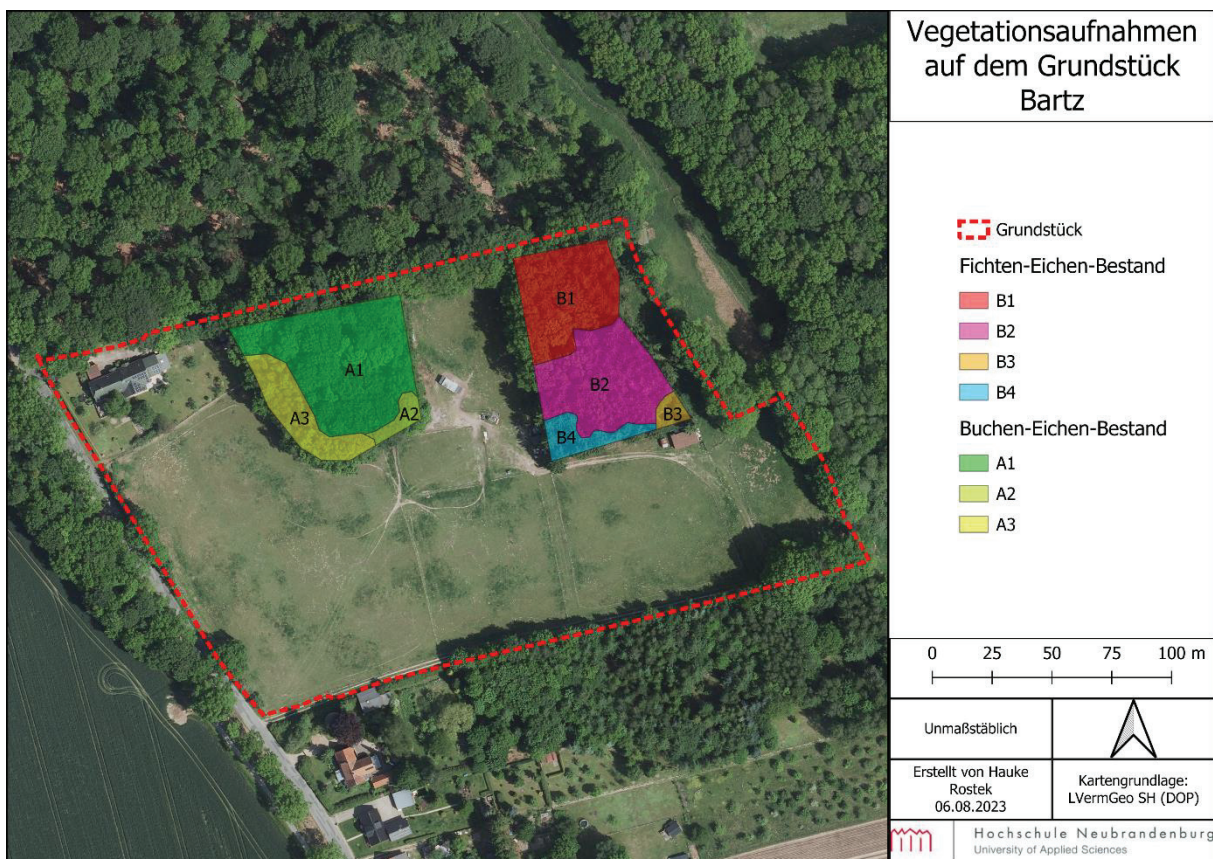 Vegetationsaufnahmen
auf dem Grundstück
Bartz
Grundstück
Fichten-Eichen-Bestand
B1
B2
B3
B4
Buchen-Eichen-Bestand
A1
A2
A3
B1
A1
B2
A2
A3
B3
B4
0 25 50 75 100 m
Unmaßstäblich
Erstellt von Hauke
Rostek
06.08.2023
Kartengrundlage:
LVermGeo SH (DOP)
Hochschule Neubrandenburg
University of Applied Sciences